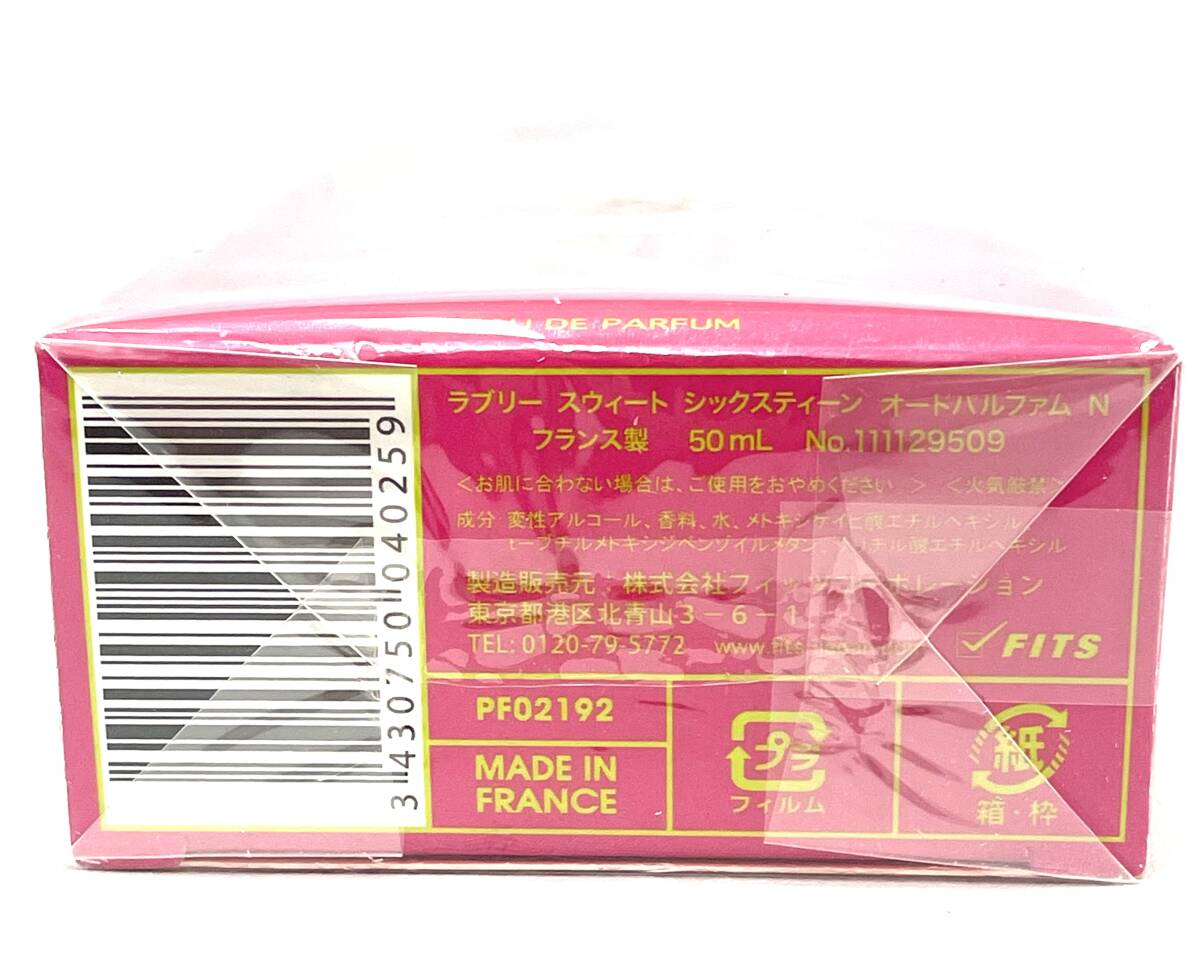 EAU DE PARFUM
ラブリー スウィート シックスティーン オードパルファム N
フランス製 50mL No.111129509
<お肌に合わない場合は、ご使用をおやめください> <火気厳禁>
成分 変性アルコール、香料、水、メトキシケイヒ酸エチルヘキシル、
t-ブチルメトキシジベンゾイルメタン、サリチル酸エチルヘキシル
製造販売元:株式会社フィッツコーポレーション
東京都港区北青山3-6-1
TEL: 0120-79-5772 www.fits-japan.com
FITS
3430750040259
PF02192
MADE IN
FRANCE
プラ
フィルム
紙
箱・枠